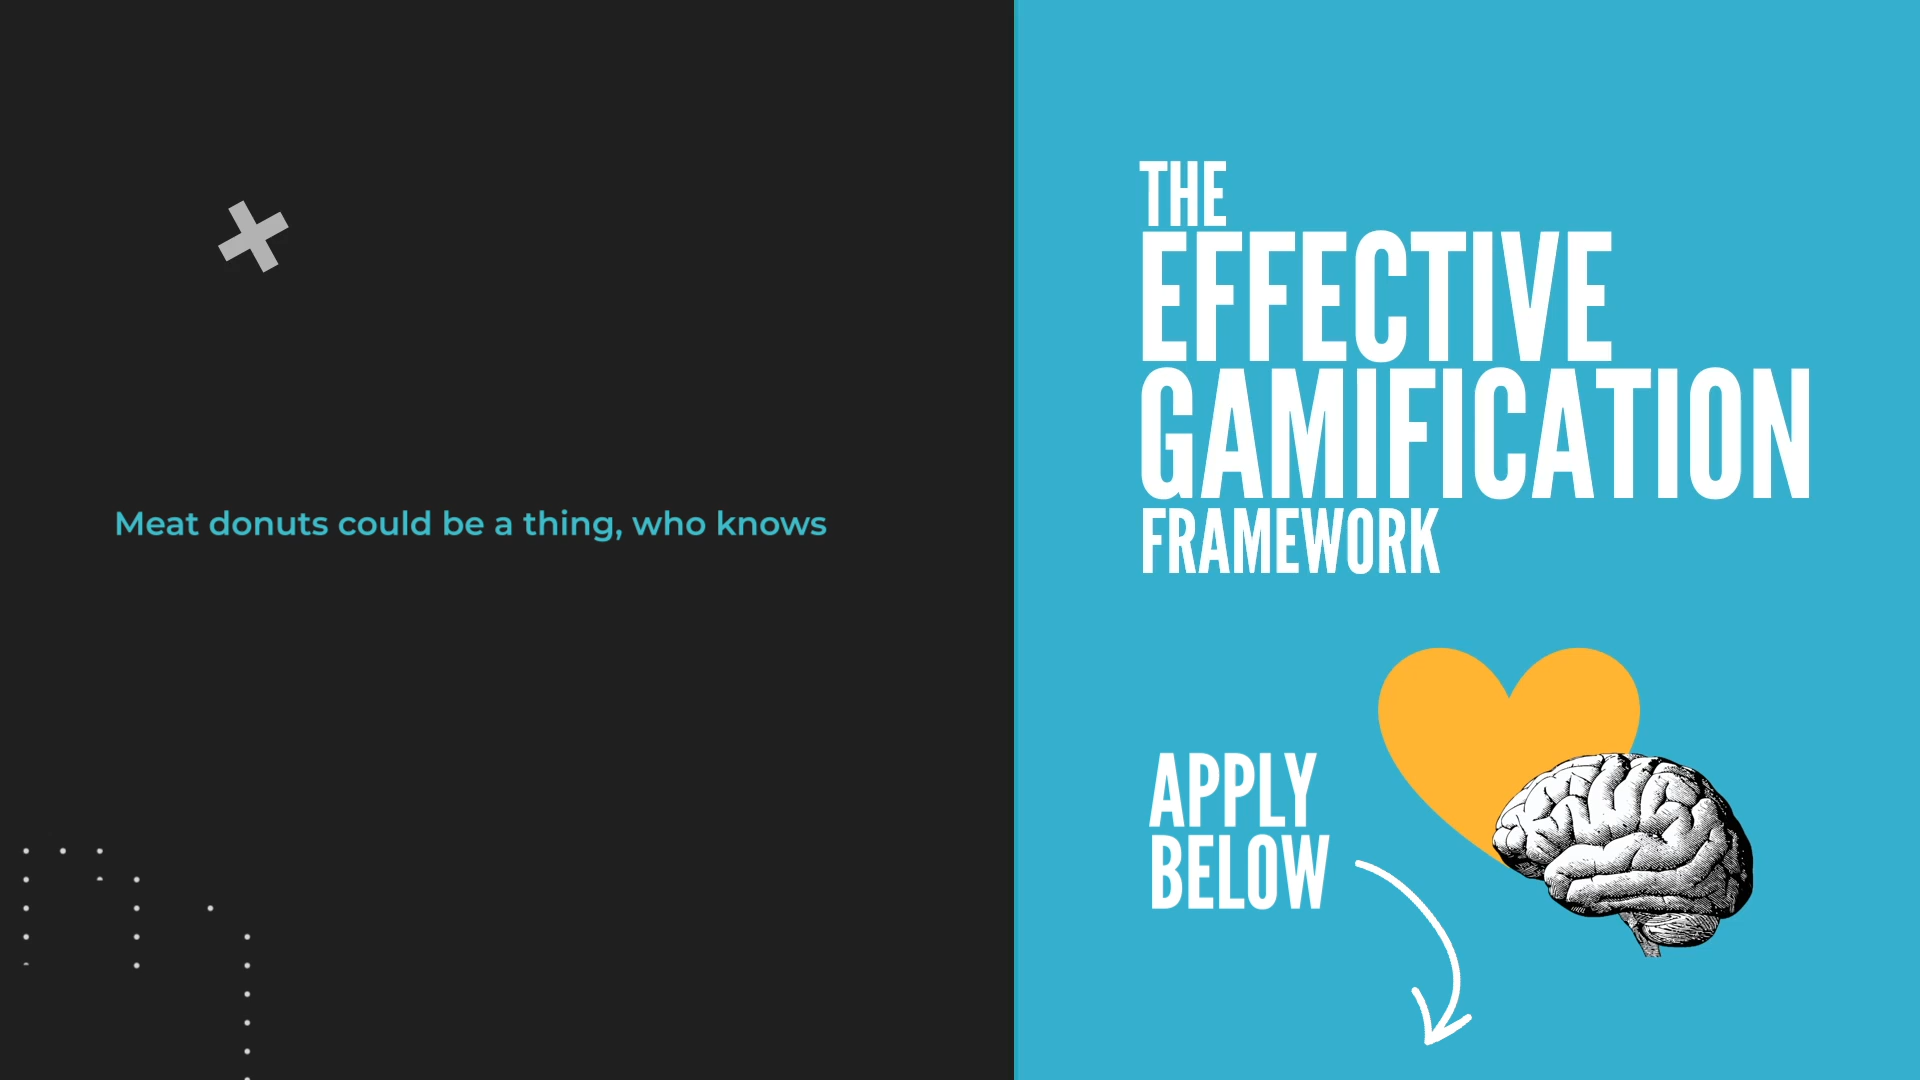 Meat donuts could be a thing, who knows
THE
EFFECTIVE
GAMIFICATION
FRAMEWORK
APPLY
BELOW